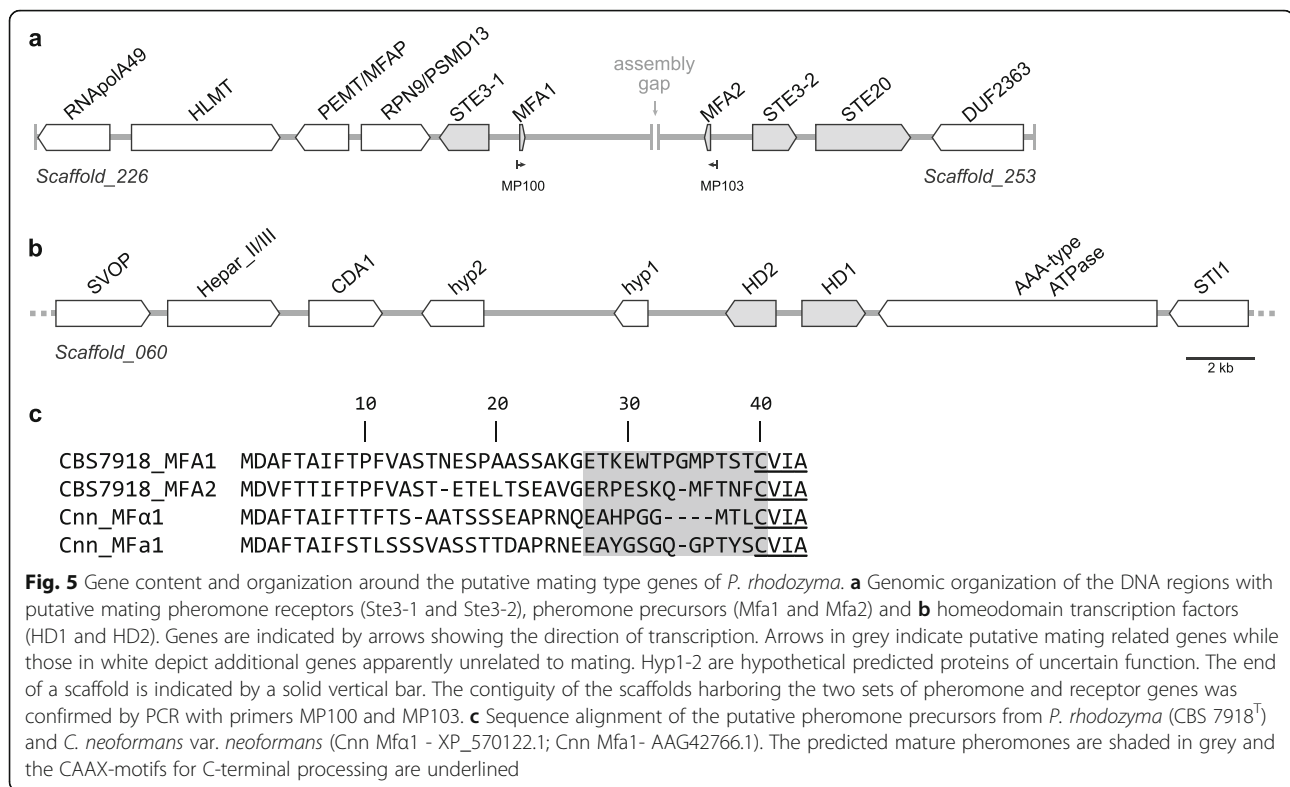 a
RNApolA49
HLMT
PEMT/MFAP
RPN9/PSMD13
STE3-1
MFA1
assembly
gap
MFA2
STE3-2
STE20
DUF2363
Scaffold_226
MP100
MP103
Scaffold_253
b
SVOP
Hepar_II/III
CDA1
hyp2
hyp1
HD2
HD1
AAA-type
ATPase
STI1
Scaffold_060
2 kb
c
10 20 30 40
CBS7918_MFA1 MDAFTAIFTPFVASTNESPAASSAKGETKEWTPGMPTSTCVIA
CBS7918_MFA2 MDVFTTIFTPFVAST-ETELTSEAVGERPESKQ-MFTNFCVIA
Cnn_MFα1 MDAFTAIFTTFTS-AATSSSEAPRNQEAHPGG----MTLCVIA
Cnn_MFa1 MDAFTAIFSTLSSSVASSTTDAPRNEEAYGSGQ-GPTYSCVIA
Fig. 5 Gene content and organization around the putative mating type genes of P. rhodozyma. a Genomic organization of the DNA regions with
putative mating pheromone receptors (Ste3-1 and Ste3-2), pheromone precursors (Mfa1 and Mfa2) and b homeodomain transcription factors
(HD1 and HD2). Genes are indicated by arrows showing the direction of transcription. Arrows in grey indicate putative mating related genes while
those in white depict additional genes apparently unrelated to mating. Hyp1-2 are hypothetical predicted proteins of uncertain function. The end
of a scaffold is indicated by a solid vertical bar. The contiguity of the scaffolds harboring the two sets of pheromone and receptor genes was
confirmed by PCR with primers MP100 and MP103. c Sequence alignment of the putative pheromone precursors from P. rhodozyma (CBS 7918ᵀ)
and C. neoformans var. neoformans (Cnn Mfα1 - XP_570122.1; Cnn Mfa1- AAG42766.1). The predicted mature pheromones are shaded in grey and
the CAAX-motifs for C-terminal processing are underlined